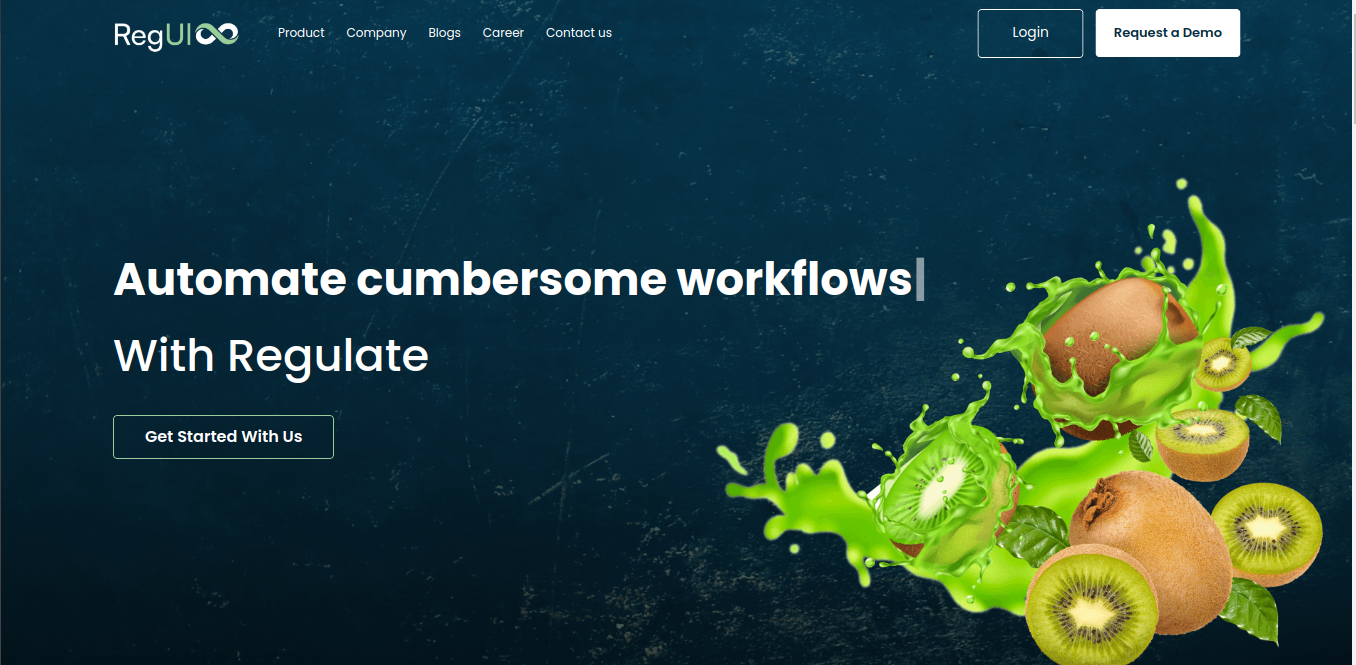 RegUI
Product Company Blogs Career Contact us
Login
Request a Demo
Automate cumbersome workflows
With Regulate
Get Started With Us